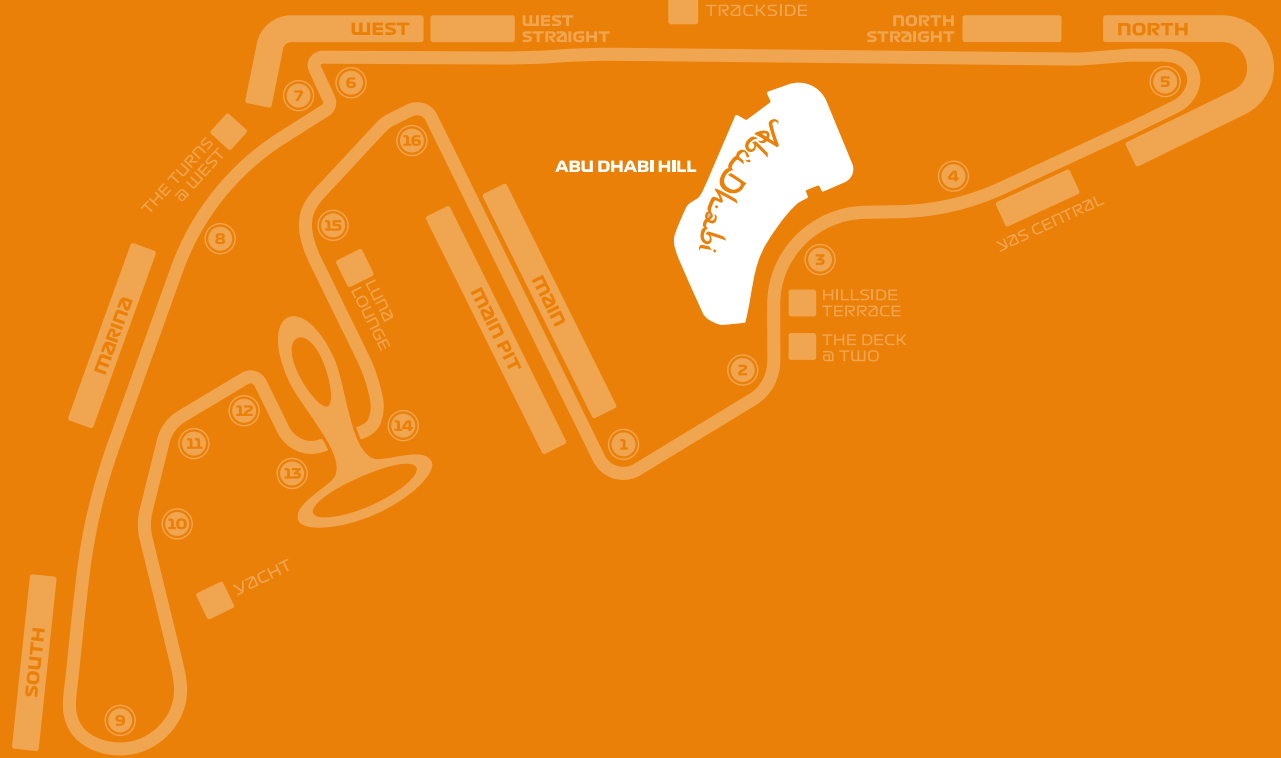 TRACKSIDE
WEST
WEST
STRAIGHT
NORTH
STRAIGHT
NORTH
7
6
5
16
THE TURNS
@ WEST
ABU DHABI HILL
Abu Dhabi
4
YAS CENTRAL
15
8
3
LUNA
LOUNGE
MAIN
MAIN PIT
HILLSIDE
TERRACE
THE DECK
@ TWO
MARINA
2
12
11
14
1
13
10
YACHT
SOUTH
9